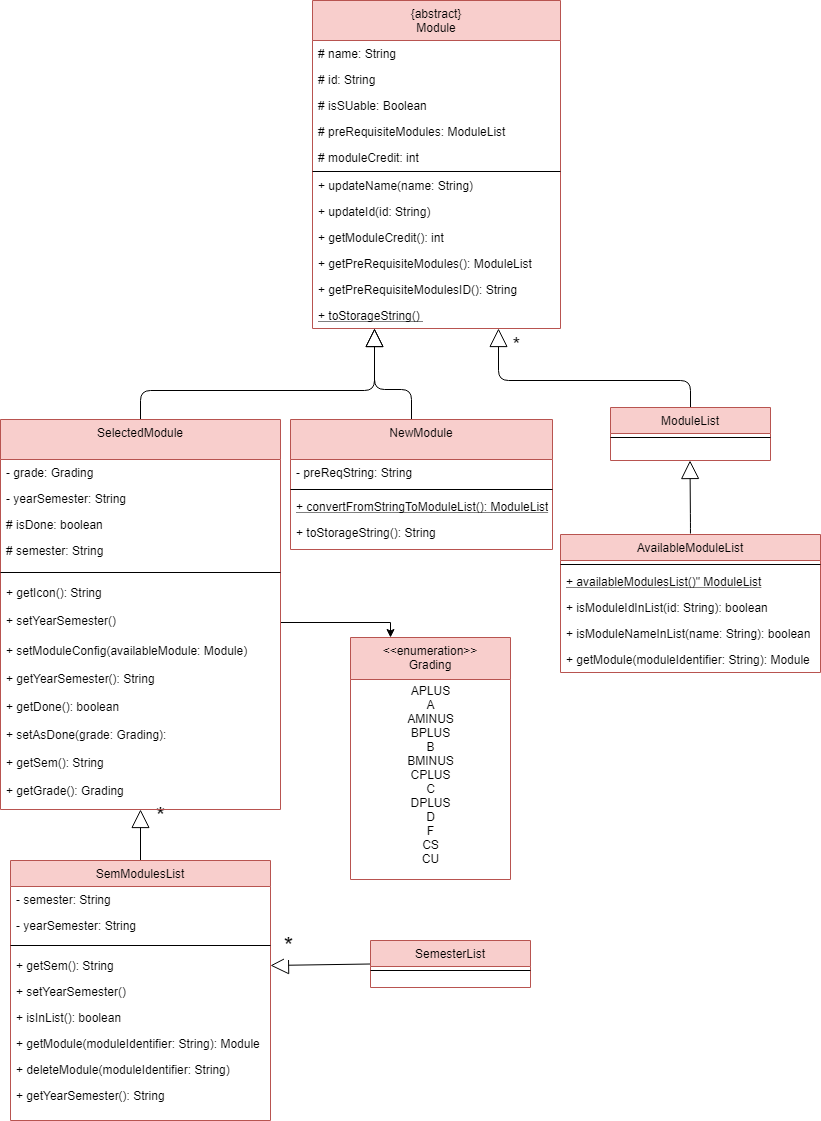 {abstract}
Module
# name: String
# id: String
# isSUable: Boolean
# preRequisiteModules: ModuleList
# moduleCredit: int
+ updateName(name: String)
+ updateId(id: String)
+ getModuleCredit(): int
+ getPreRequisiteModules(): ModuleList
+ getPreRequisiteModulesID(): String
+ toStorageString()
*
SelectedModule
- grade: Grading
- yearSemester: String
# isDone: boolean
# semester: String
+ getIcon(): String
+ setYearSemester()
+ setModuleConfig(availableModule: Module)
+ getYearSemester(): String
+ getDone(): boolean
+ setAsDone(grade: Grading):
+ getSem(): String
+ getGrade(): Grading
NewModule
- preReqString: String
+ convertFromStringToModuleList(): ModuleList
+ toStorageString(): String
ModuleList
AvailableModuleList
+ availableModulesList()" ModuleList
+ isModuleIdInList(id: String): boolean
+ isModuleNameInList(name: String): boolean
+ getModule(moduleIdentifier: String): Module
<<enumeration>>
Grading
APLUS
A
AMINUS
BPLUS
B
BMINUS
CPLUS
C
DPLUS
D
F
CS
CU
*
SemModulesList
- semester: String
- yearSemester: String
+ getSem(): String
+ setYearSemester()
+ isInList(): boolean
+ getModule(moduleIdentifier: String): Module
+ deleteModule(moduleIdentifier: String)
+ getYearSemester(): String
*
SemesterList